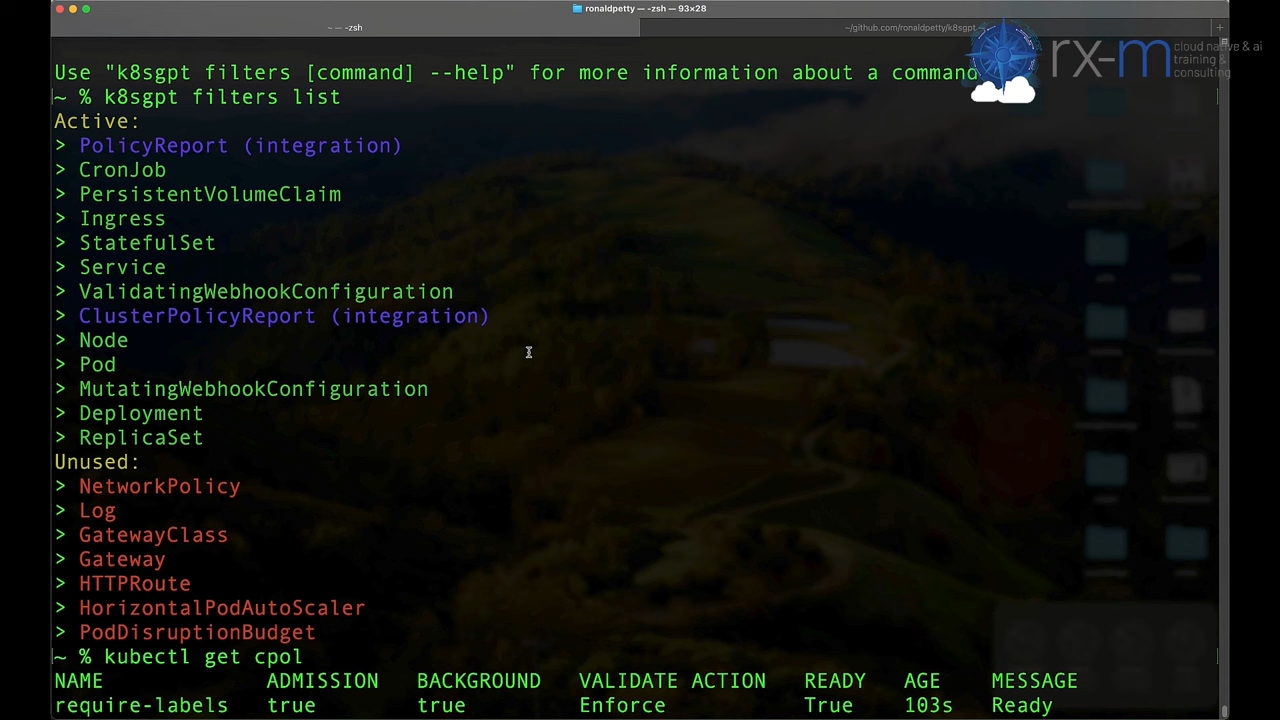 ronaldpetty — -zsh — 93×28
~ — -zsh
~/github.com/ronaldpetty/k8sgpt
rx-m cloud native & ai training & consulting
Use "k8sgpt filters [command] --help" for more information about a command
~ % k8sgpt filters list
Active:
> PolicyReport (integration)
> CronJob
> PersistentVolumeClaim
> Ingress
> StatefulSet
> Service
> ValidatingWebhookConfiguration
> ClusterPolicyReport (integration)
> Node
> Pod
> MutatingWebhookConfiguration
> Deployment
> ReplicaSet
Unused:
> NetworkPolicy
> Log
> GatewayClass
> Gateway
> HTTPRoute
> HorizontalPodAutoScaler
> PodDisruptionBudget
~ % kubectl get cpol
NAME ADMISSION BACKGROUND VALIDATE ACTION READY AGE MESSAGE
require-labels true true Enforce True 103s Ready